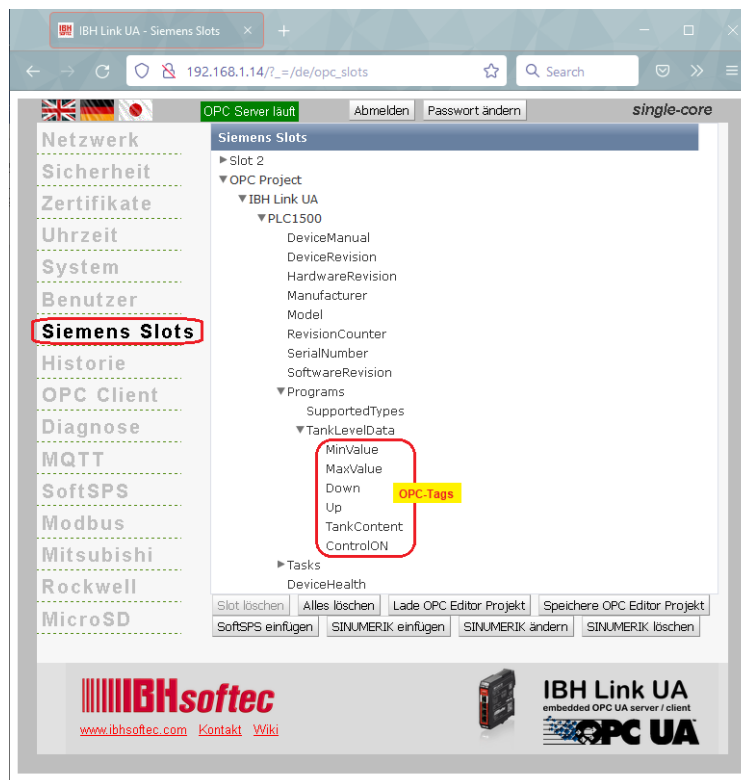 IBH Link UA - Siemens Slots
192.168.1.14/?_=/de/opc_slots
Search
OPC Server läuft
Abmelden
Passwort ändern
single-core
Netzwerk
Sicherheit
Zertifikate
Uhrzeit
System
Benutzer
Siemens Slots
Historie
OPC Client
Diagnose
MQTT
SoftSPS
Modbus
Mitsubishi
Rockwell
MicroSD
Siemens Slots
Slot 2
OPC Project
IBH Link UA
PLC1500
DeviceManual
DeviceRevision
HardwareRevision
Manufacturer
Model
RevisionCounter
SerialNumber
SoftwareRevision
Programs
SupportedTypes
TankLevelData
MinValue
MaxValue
Down
Up
TankContent
ControlON
OPC-Tags
Tasks
DeviceHealth
Slot löschen
Alles löschen
Lade OPC Editor Projekt
Speichere OPC Editor Projekt
SoftSPS einfügen
SINUMERIK einfügen
SINUMERIK ändern
SINUMERIK löschen
IBHsoftec
www.ibhsoftec.com Kontakt Wiki
IBH Link UA
embedded OPC UA server / client
OPC UA